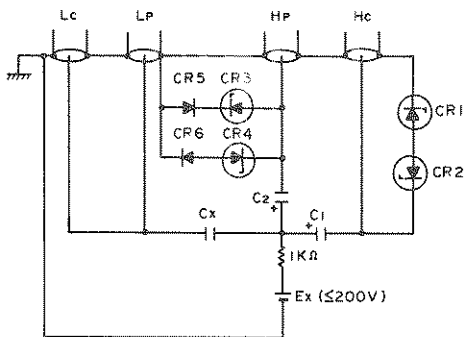 Lc Lp Hp Hc
CR5 CR3
CR1
CR6 CR4
CR2
C2 +
Cx + C1
1KΩ
Ex (≤200V)